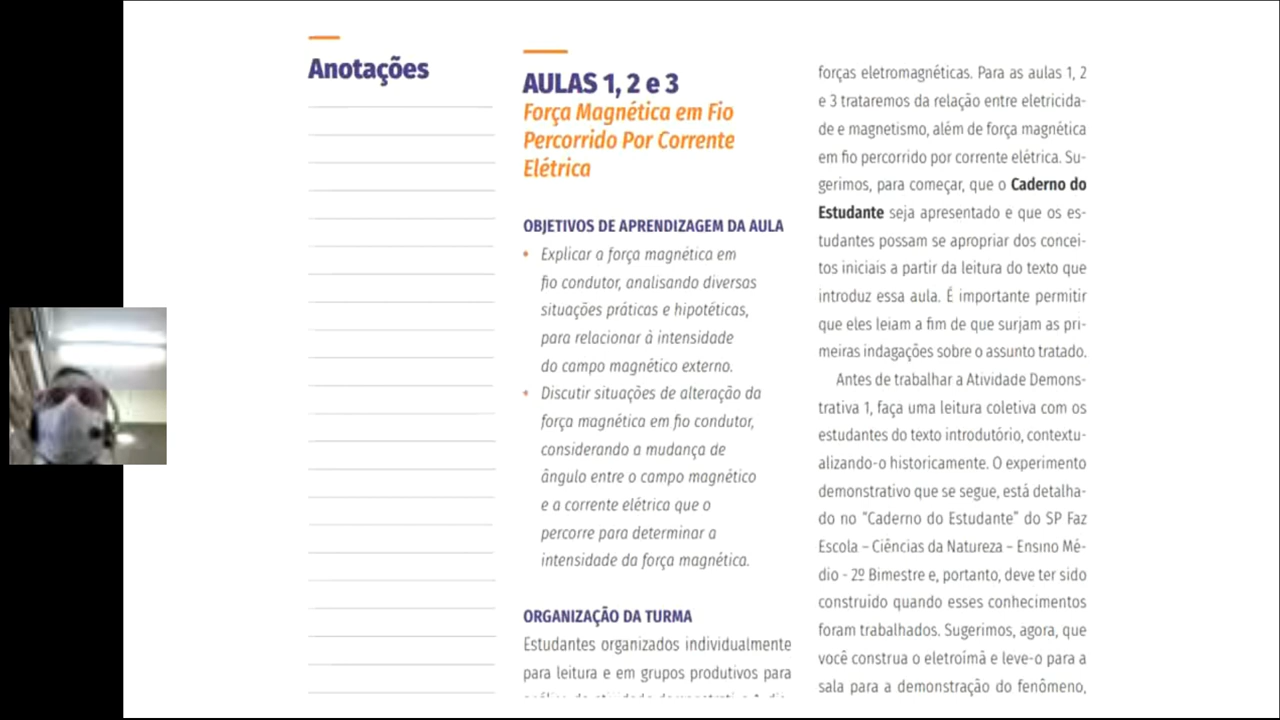 Anotações
AULAS 1, 2 e 3
Força Magnética em Fio
Percorrido Por Corrente
Elétrica
OBJETIVOS DE APRENDIZAGEM DA AULA
• Explicar a força magnética em
fio condutor, analisando diversas
situações práticas e hipotéticas,
para relacionar à intensidade
do campo magnético externo.
• Discutir situações de alteração da
força magnética em fio condutor,
considerando a mudança de
ângulo entre o campo magnético
e a corrente elétrica que o
percorre para determinar a
intensidade da força magnética.
ORGANIZAÇÃO DA TURMA
Estudantes organizados individualmente
para leitura e em grupos produtivos para
forças eletromagnéticas. Para as aulas 1, 2
e 3 trataremos da relação entre eletricida-
de e magnetismo, além de força magnética
em fio percorrido por corrente elétrica. Su-
gerimos, para começar, que o Caderno do
Estudante seja apresentado e que os es-
tudantes possam se apropriar dos concei-
tos iniciais a partir da leitura do texto que
introduz essa aula. É importante permitir
que eles leiam a fim de que surjam as pri-
meiras indagações sobre o assunto tratado.
Antes de trabalhar a Atividade Demons-
trativa 1, faça uma leitura coletiva com os
estudantes do texto introdutório, contextu-
alizando-o historicamente. O experimento
demonstrativo que se segue, está detalha-
do no “Caderno do Estudante” do SP Faz
Escola – Ciências da Natureza – Ensino Mé-
dio - 2º Bimestre e, portanto, deve ter sido
construído quando esses conhecimentos
foram trabalhados. Sugerimos, agora, que
você construa o eletroímã e leve-o para a
sala para a demonstração do fenômeno,